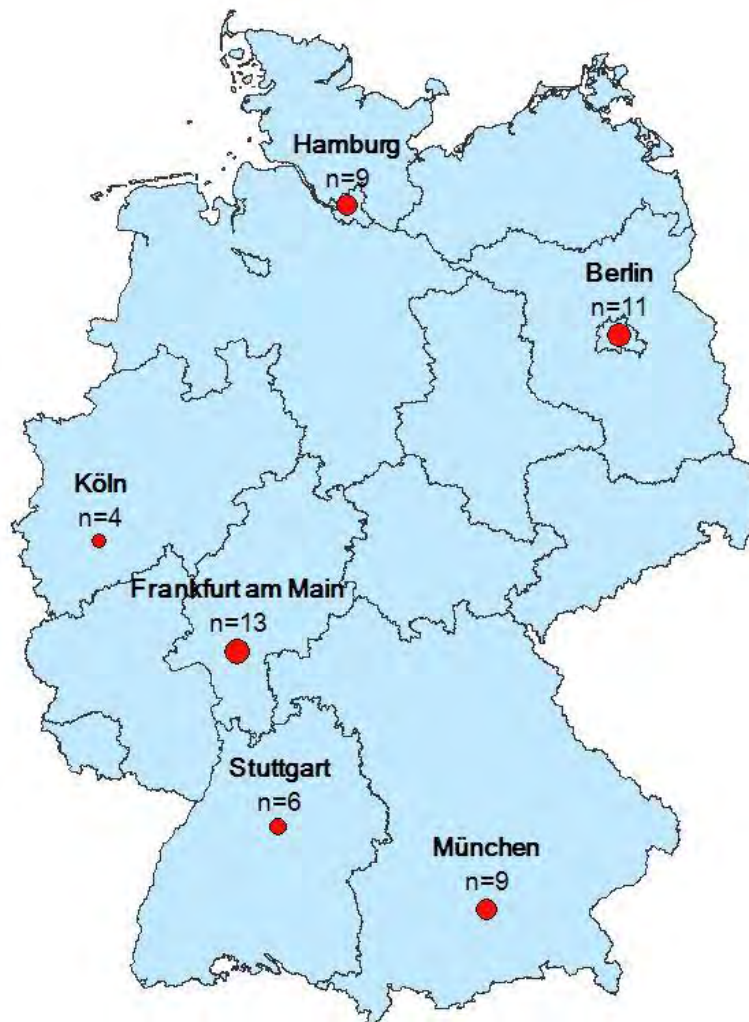 Hamburg
n=9
Berlin
n=11
Köln
n=4
Frankfurt am Main
n=13
Stuttgart
n=6
München
n=9